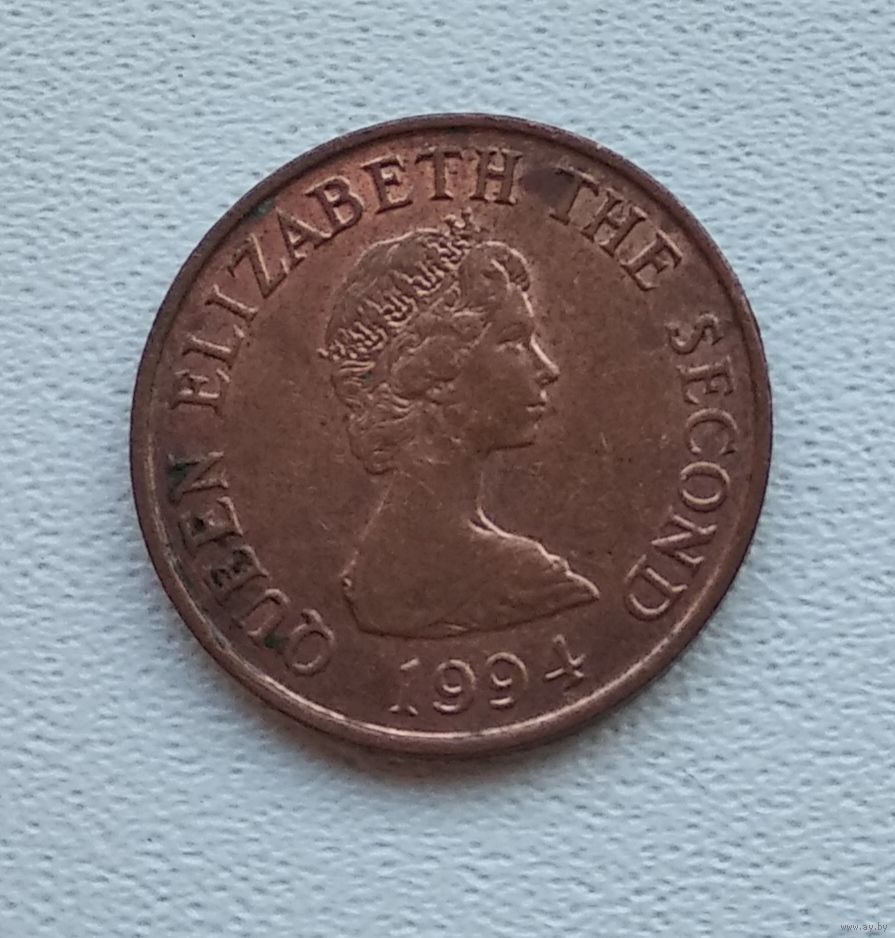 QUEEN ELIZABETH THE SECOND
1994
www.ay.by